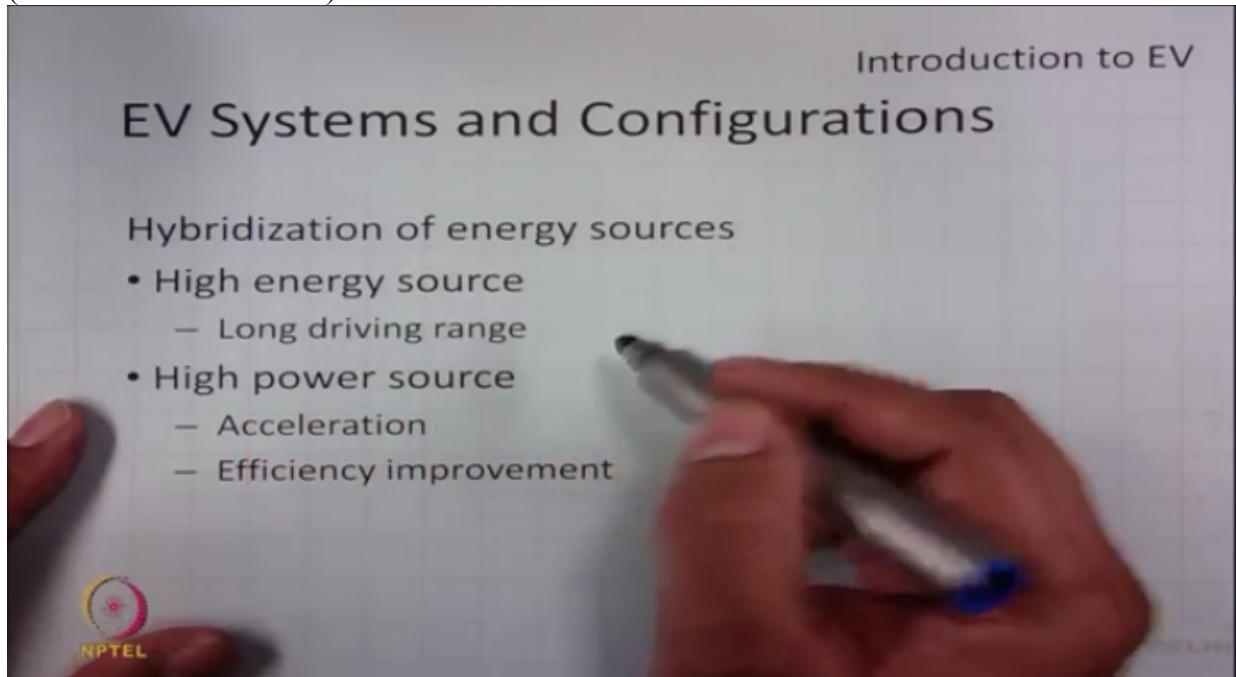 Introduction to EV
EV Systems and Configurations
Hybridization of energy sources
• High energy source
– Long driving range
• High power source
– Acceleration
– Efficiency improvement
NPTEL